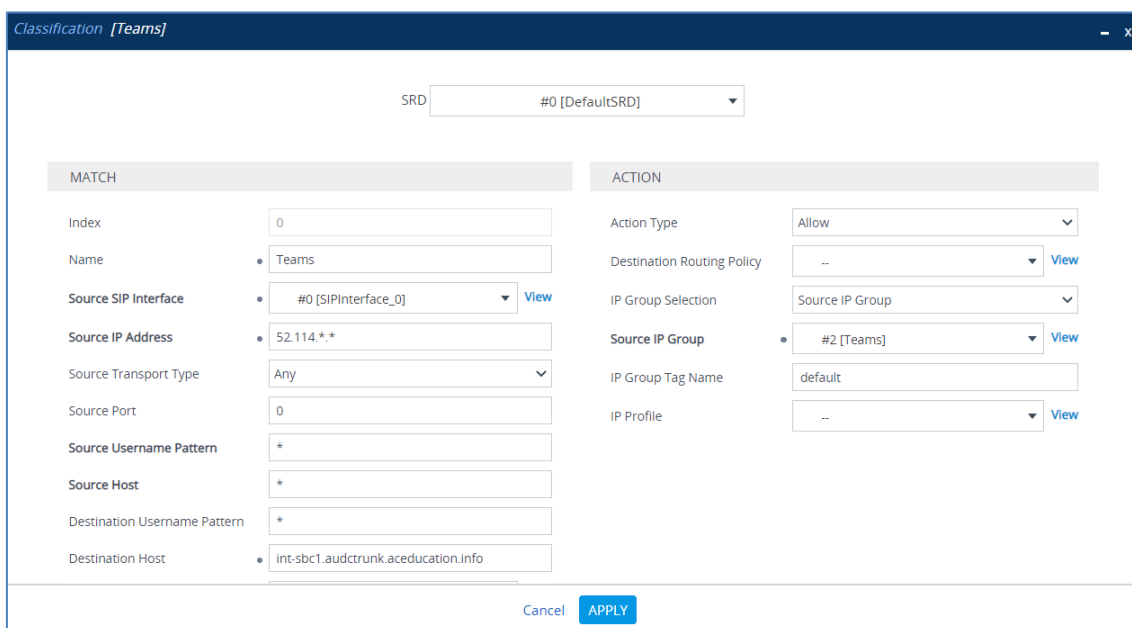 Classification [Teams]
– x
SRD #0 [DefaultSRD]
MATCH
Index 0
Name Teams
Source SIP Interface #0 [SIPInterface_0] View
Source IP Address 52.114.*.*
Source Transport Type Any
Source Port 0
Source Username Pattern *
Source Host *
Destination Username Pattern *
Destination Host int-sbc1.audctrunk.aceducation.info
ACTION
Action Type Allow
Destination Routing Policy -- View
IP Group Selection Source IP Group
Source IP Group #2 [Teams] View
IP Group Tag Name default
IP Profile -- View
Cancel APPLY